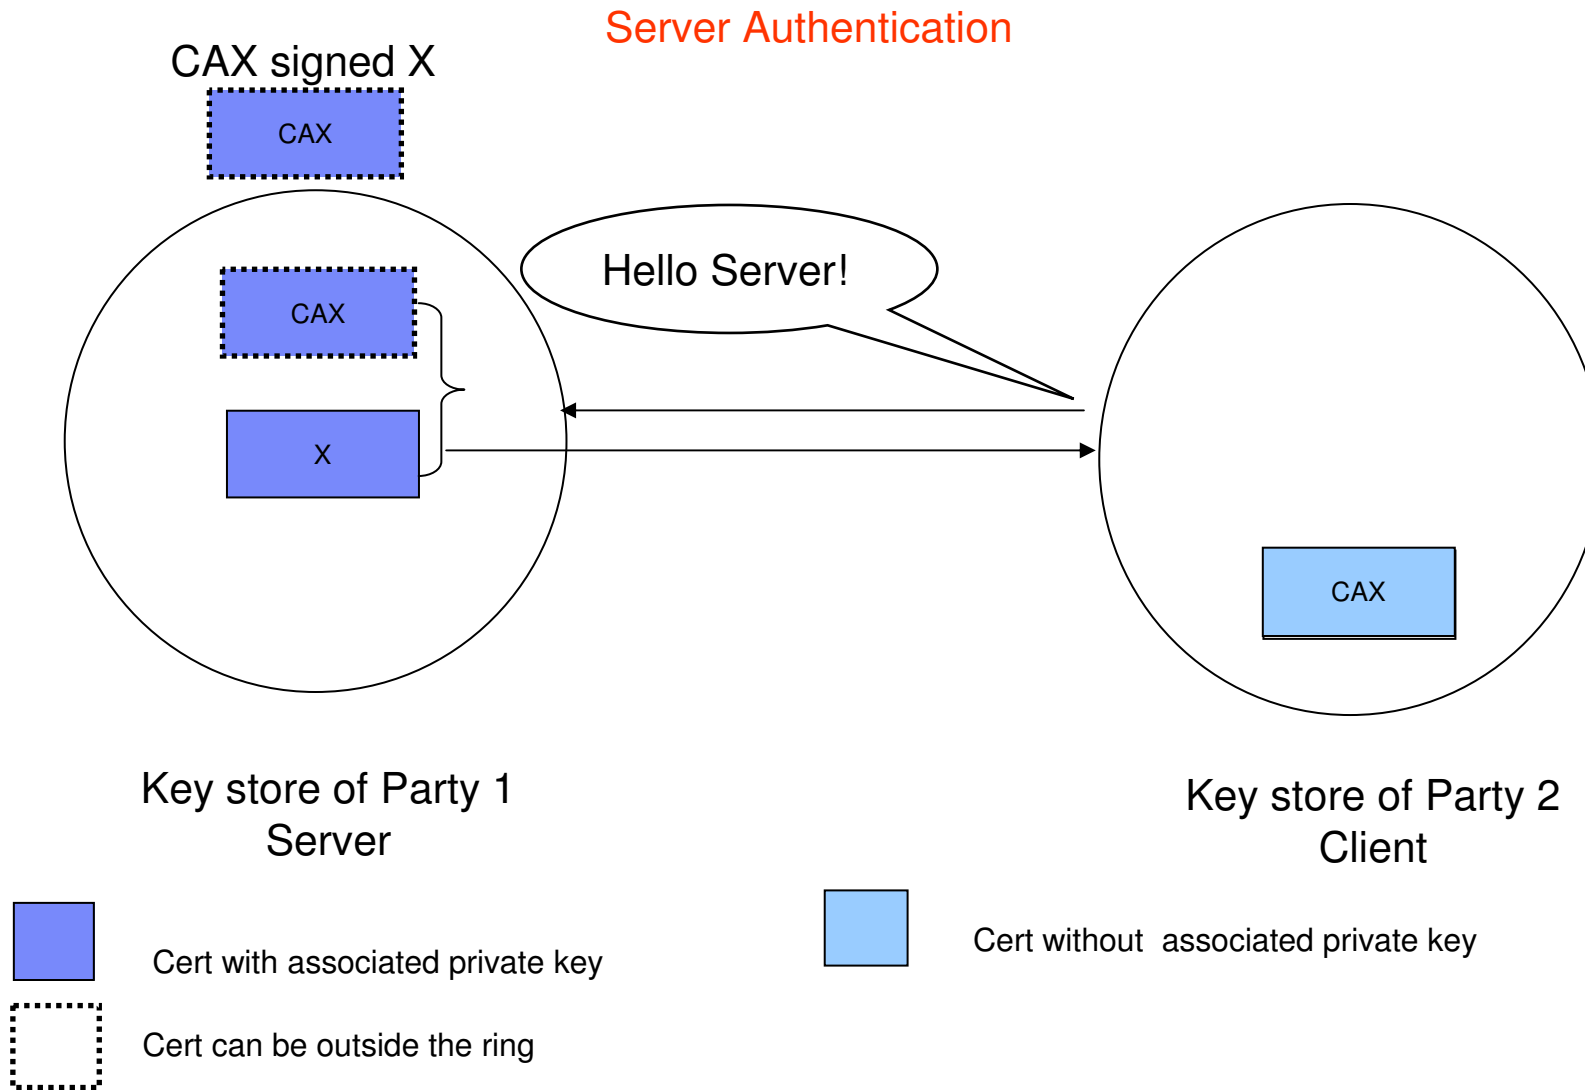 Server Authentication
CAX signed X
CAX
CAX
Hello Server!
X
CAX
Key store of Party 1
Server
Key store of Party 2
Client
Cert with associated private key
Cert without associated private key
Cert can be outside the ring